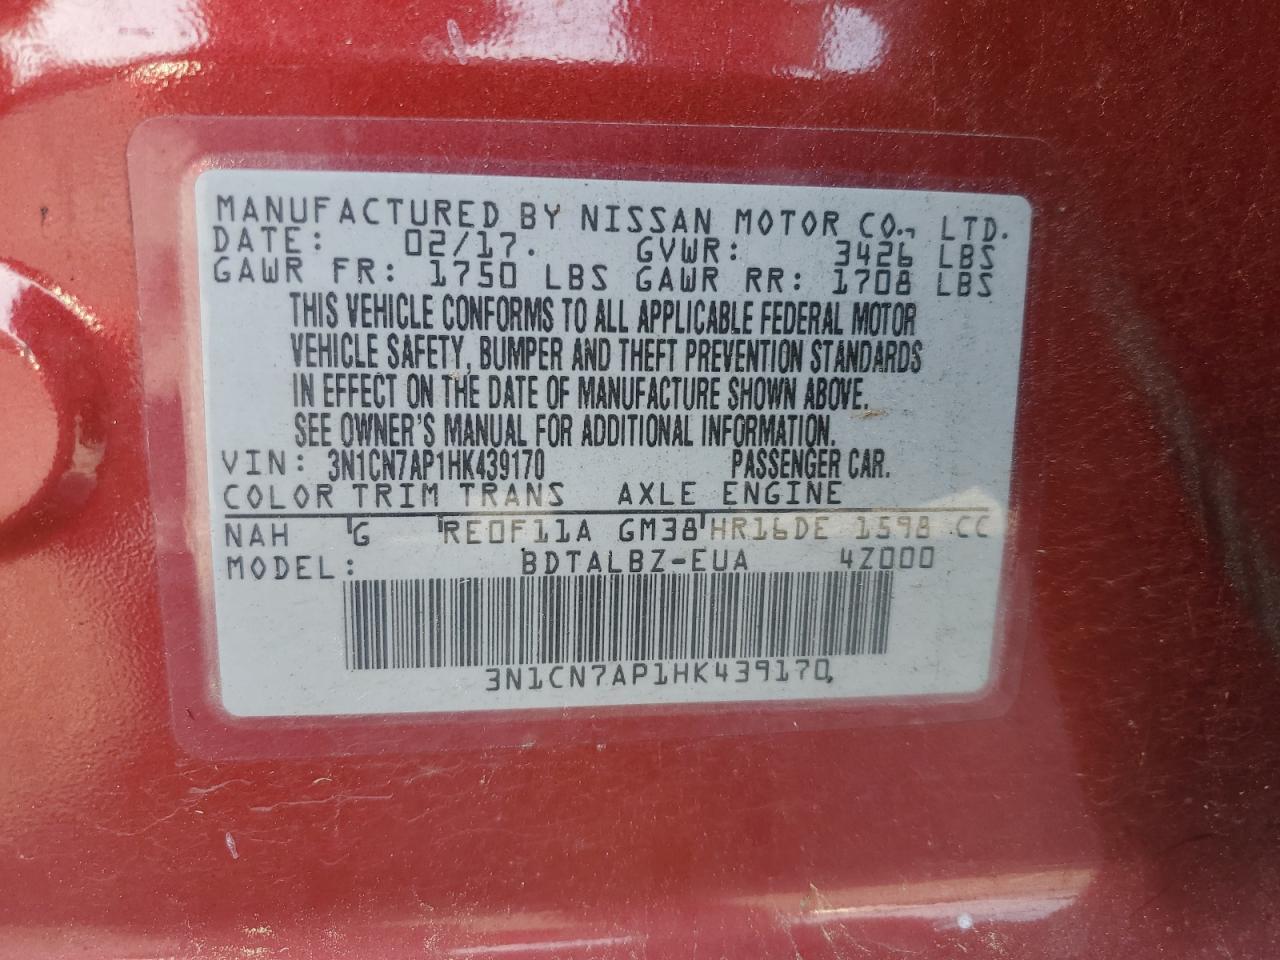 MANUFACTURED BY NISSAN MOTOR CO., LTD.
DATE: 02/17. GVWR: 3426 LBS
GAWR FR: 1750 LBS GAWR RR: 1708 LBS
THIS VEHICLE CONFORMS TO ALL APPLICABLE FEDERAL MOTOR
VEHICLE SAFETY, BUMPER AND THEFT PREVENTION STANDARDS
IN EFFECT ON THE DATE OF MANUFACTURE SHOWN ABOVE.
SEE OWNER'S MANUAL FOR ADDITIONAL INFORMATION.
VIN: 3N1CN7AP1HK439170 PASSENGER CAR.
COLOR TRIM TRANS AXLE ENGINE
NAH G RE0F11A GM38 HR16DE 1598 CC
MODEL: BDTALBZ-EUA 4Z000
3N1CN7AP1HK439170